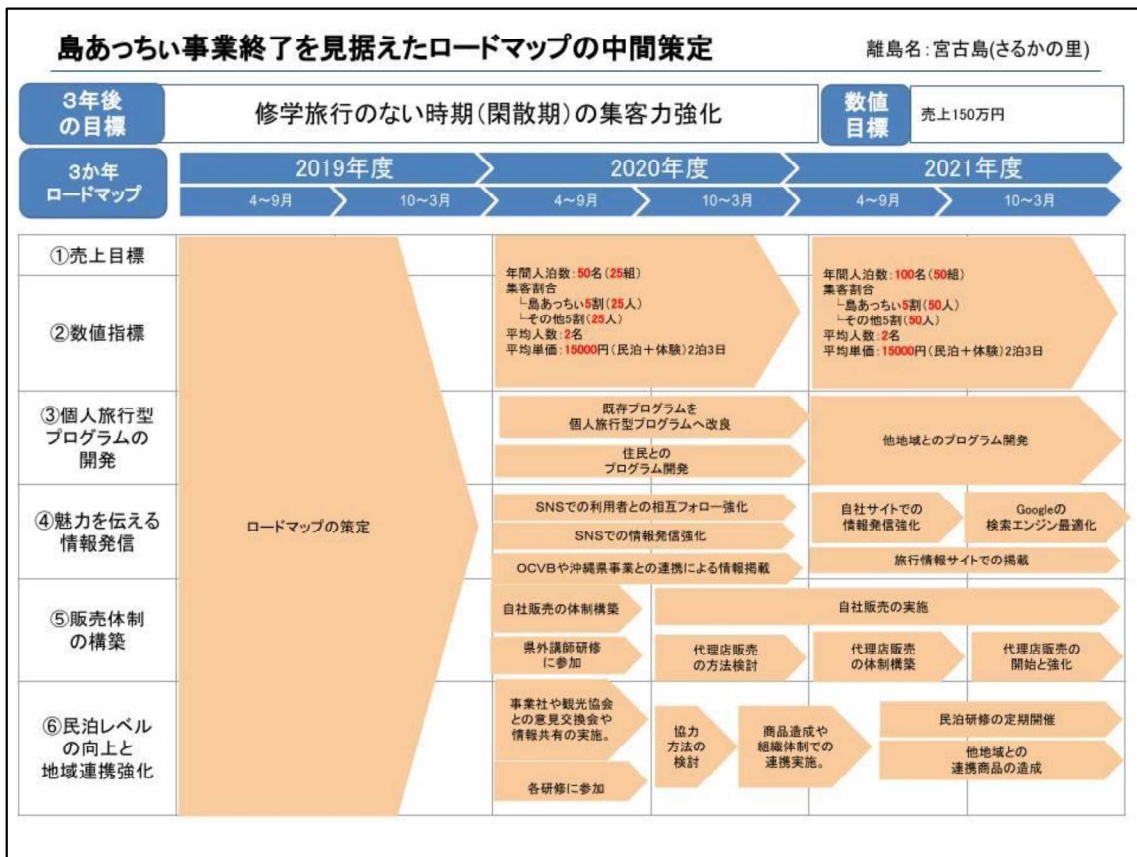 島あっちい事業終了を見据えたロードマップの中間策定
離島名:宮古島(さるかの里)
3年後
の目標
修学旅行のない時期(閑散期)の集客力強化
数値
目標
売上150万円
3か年
ロードマップ
2019年度
2020年度
2021年度
4~9月
10~3月
4~9月
10~3月
4~9月
10~3月
①売上目標
②数値指標
年間人泊数:50名(25組)
集客割合
└島あっちい5割(25人)
└その他5割(25人)
平均人数:2名
平均単価:15000円(民泊+体験)2泊3日
年間人泊数:100名(50組)
集客割合
└島あっちい5割(50人)
└その他5割(50人)
平均人数:2名
平均単価:15000円(民泊+体験)2泊3日
③個人旅行型
プログラムの
開発
既存プログラムを
個人旅行型プログラムへ改良
住民との
プログラム開発
他地域とのプログラム開発
④魅力を伝える
情報発信
ロードマップの策定
SNSでの利用者との相互フォロー強化
SNSでの情報発信強化
OCVBや沖縄県事業との連携による情報掲載
自社サイトでの
情報発信強化
Googleの
検索エンジン最適化
旅行情報サイトでの掲載
⑤販売体制
の構築
自社販売の体制構築
自社販売の実施
県外講師研修
に参加
代理店販売
の方法検討
代理店販売
の体制構築
代理店販売の
開始と強化
⑥民泊レベル
の向上と
地域連携強化
事業社や観光協会
との意見交換会や
情報共有の実施。
各研修に参加
協力
方法の
検討
商品造成や
組織体制での
連携実施。
民泊研修の定期開催
他地域との
連携商品の造成